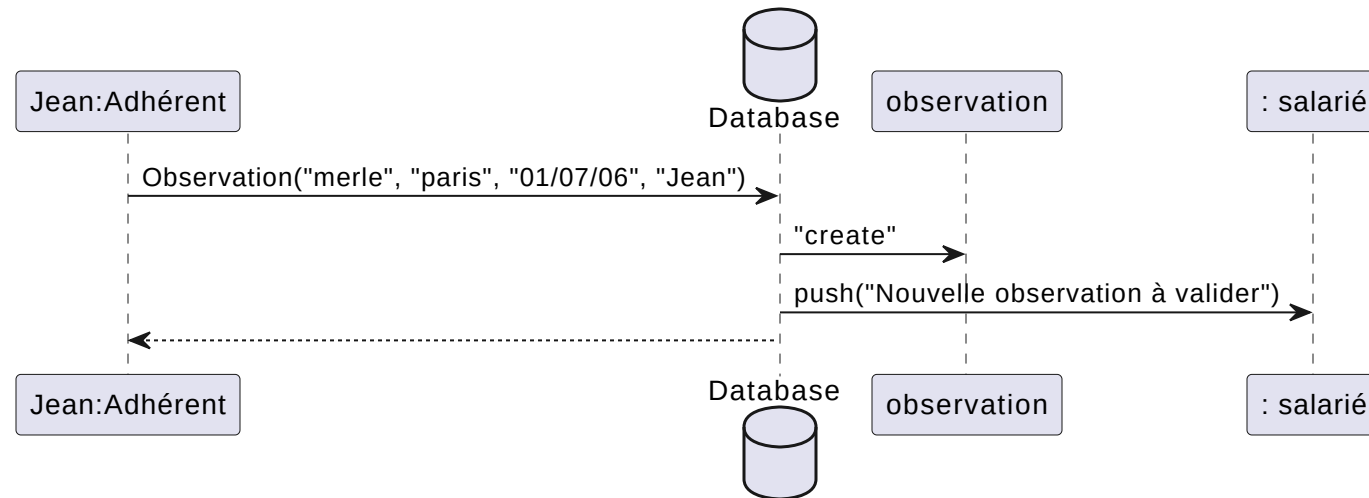 Jean:Adhérent
Database
observation
: salarié
Observation("merle", "paris", "01/07/06", "Jean")
"create"
push("Nouvelle observation à valider")
Jean:Adhérent
Database
observation
: salarié